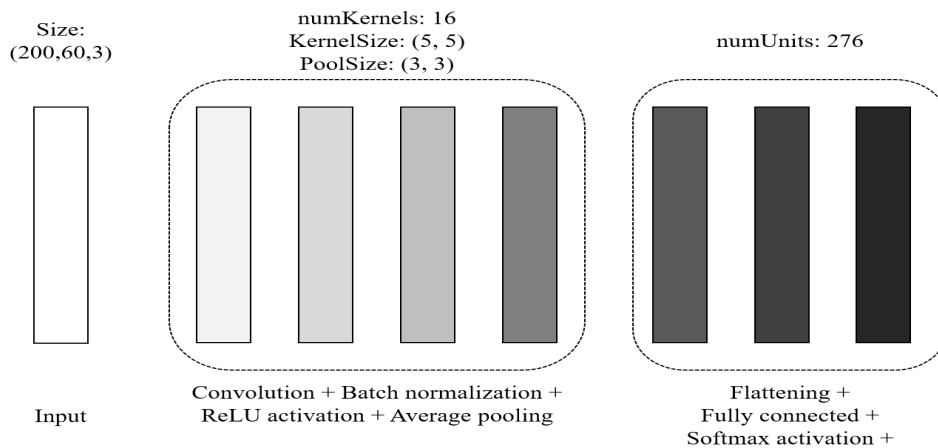 Size:
(200,60,3)
numKernels: 16
KernelSize: (5, 5)
PoolSize: (3, 3)
numUnits: 276
Input
Convolution + Batch normalization +
ReLU activation + Average pooling
Flattening +
Fully connected +
Softmax activation +